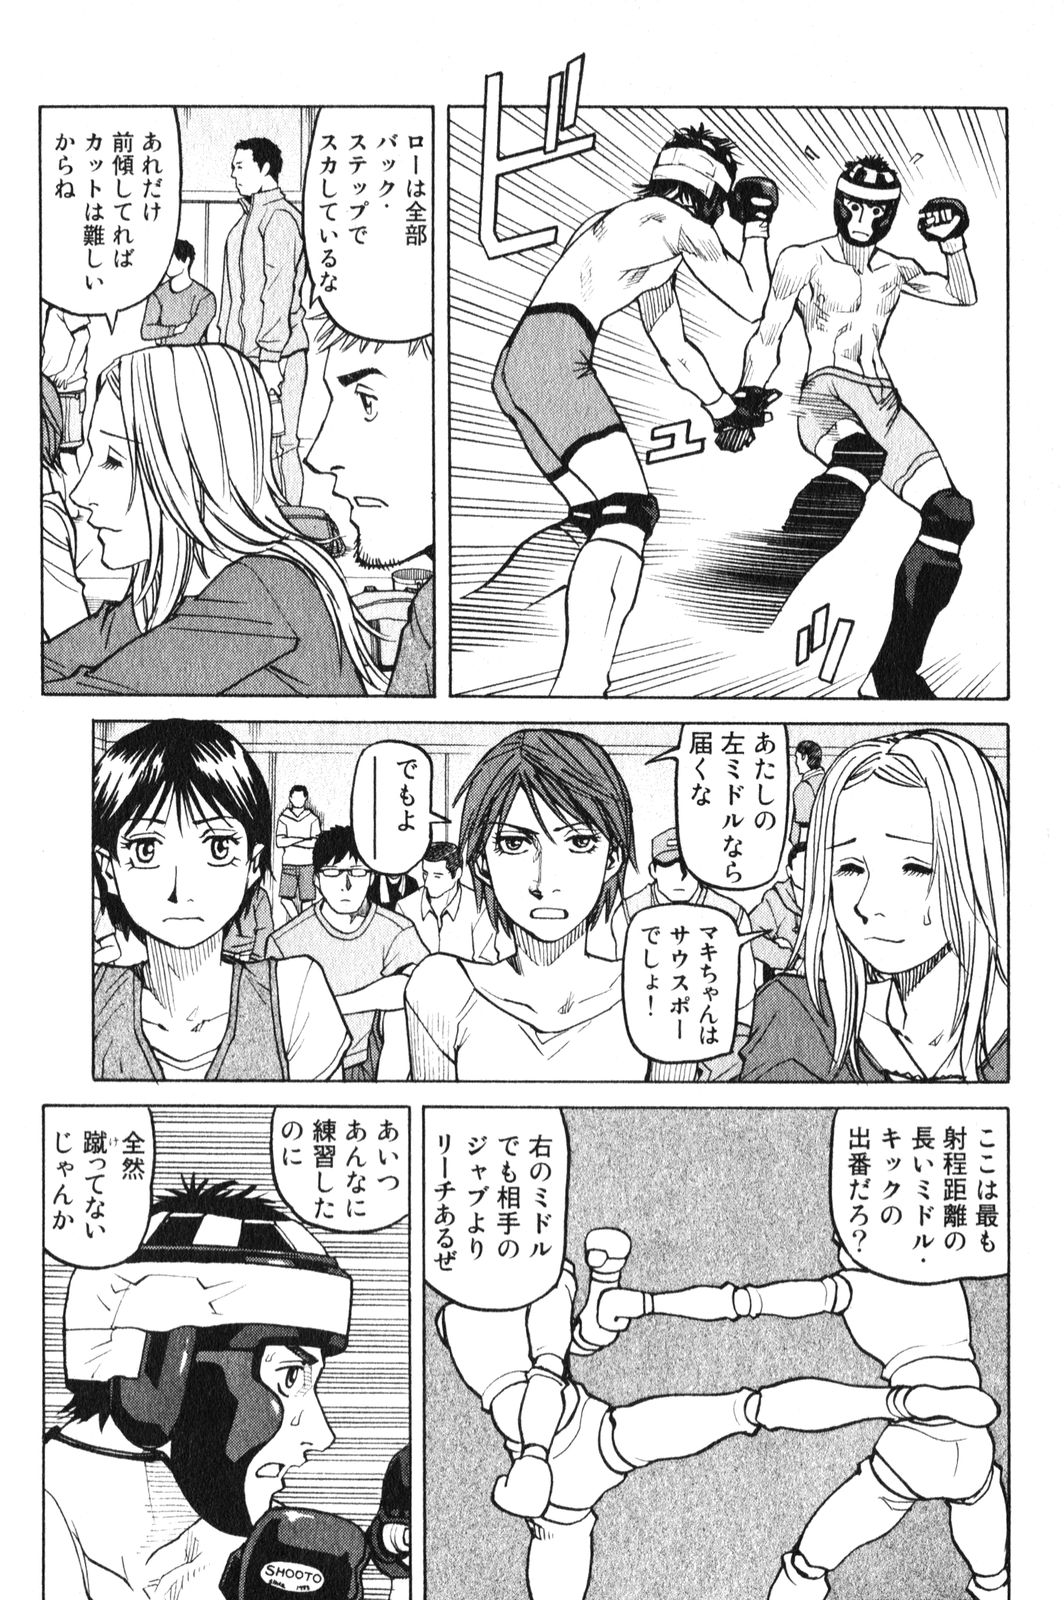 ビ
ュ
ローは全部
バック・
ステップで
スカしているな
あれだけ
前傾してれば
カットは難しい
からね
あたしの
左ミドルなら
届くな
マキちゃんは
サウスポー
でしょ!
でもよ
――
ここは最も
射程距離の
長いミドル・
キックの
出番だろ?
右のミドル
でも相手の
ジャブより
リーチあるぜ
あいつ
あんなに
練習した
のに
全然
蹴ってない
け
じゃんか
SHOOTO